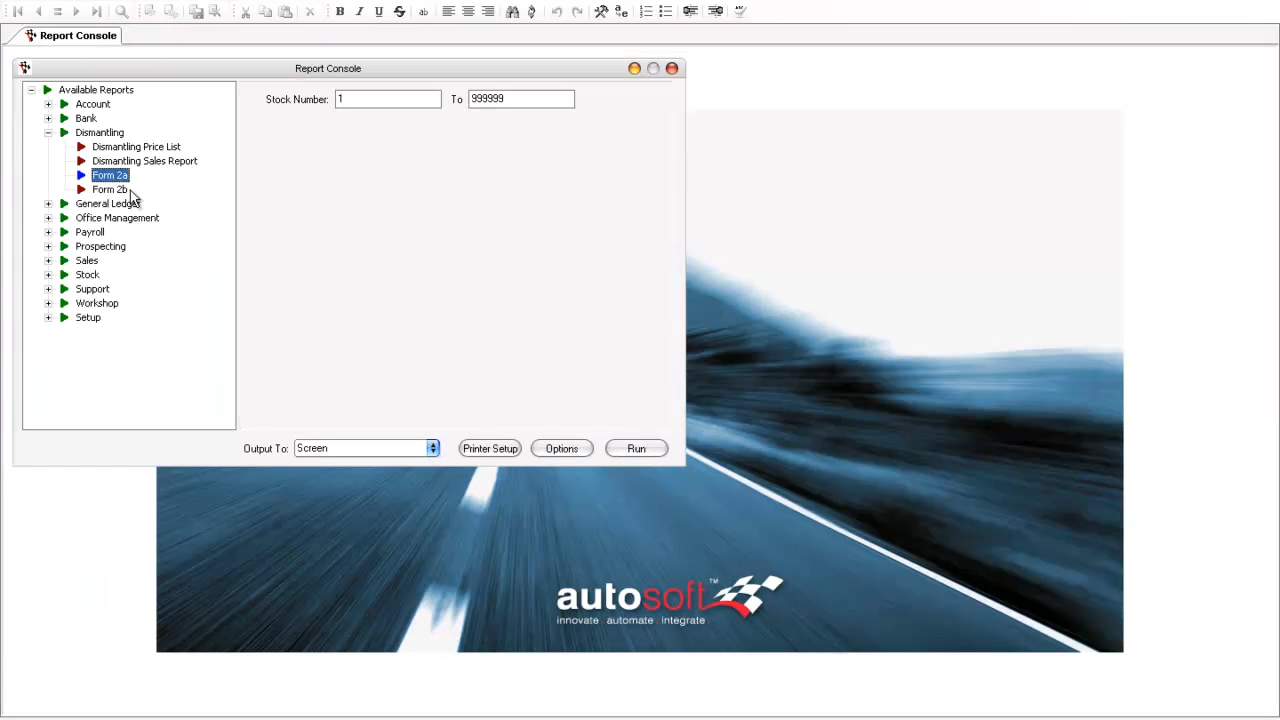 Report Console
Report Console
Available Reports
Account
Bank
Dismantling
Dismantling Price List
Dismantling Sales Report
Form 2a
Form 2b
General Ledger
Office Management
Payroll
Prospecting
Sales
Stock
Support
Workshop
Setup
Stock Number: 1 To 999999
Output To: Screen Printer Setup Options Run
autosoft™
innovate automate integrate